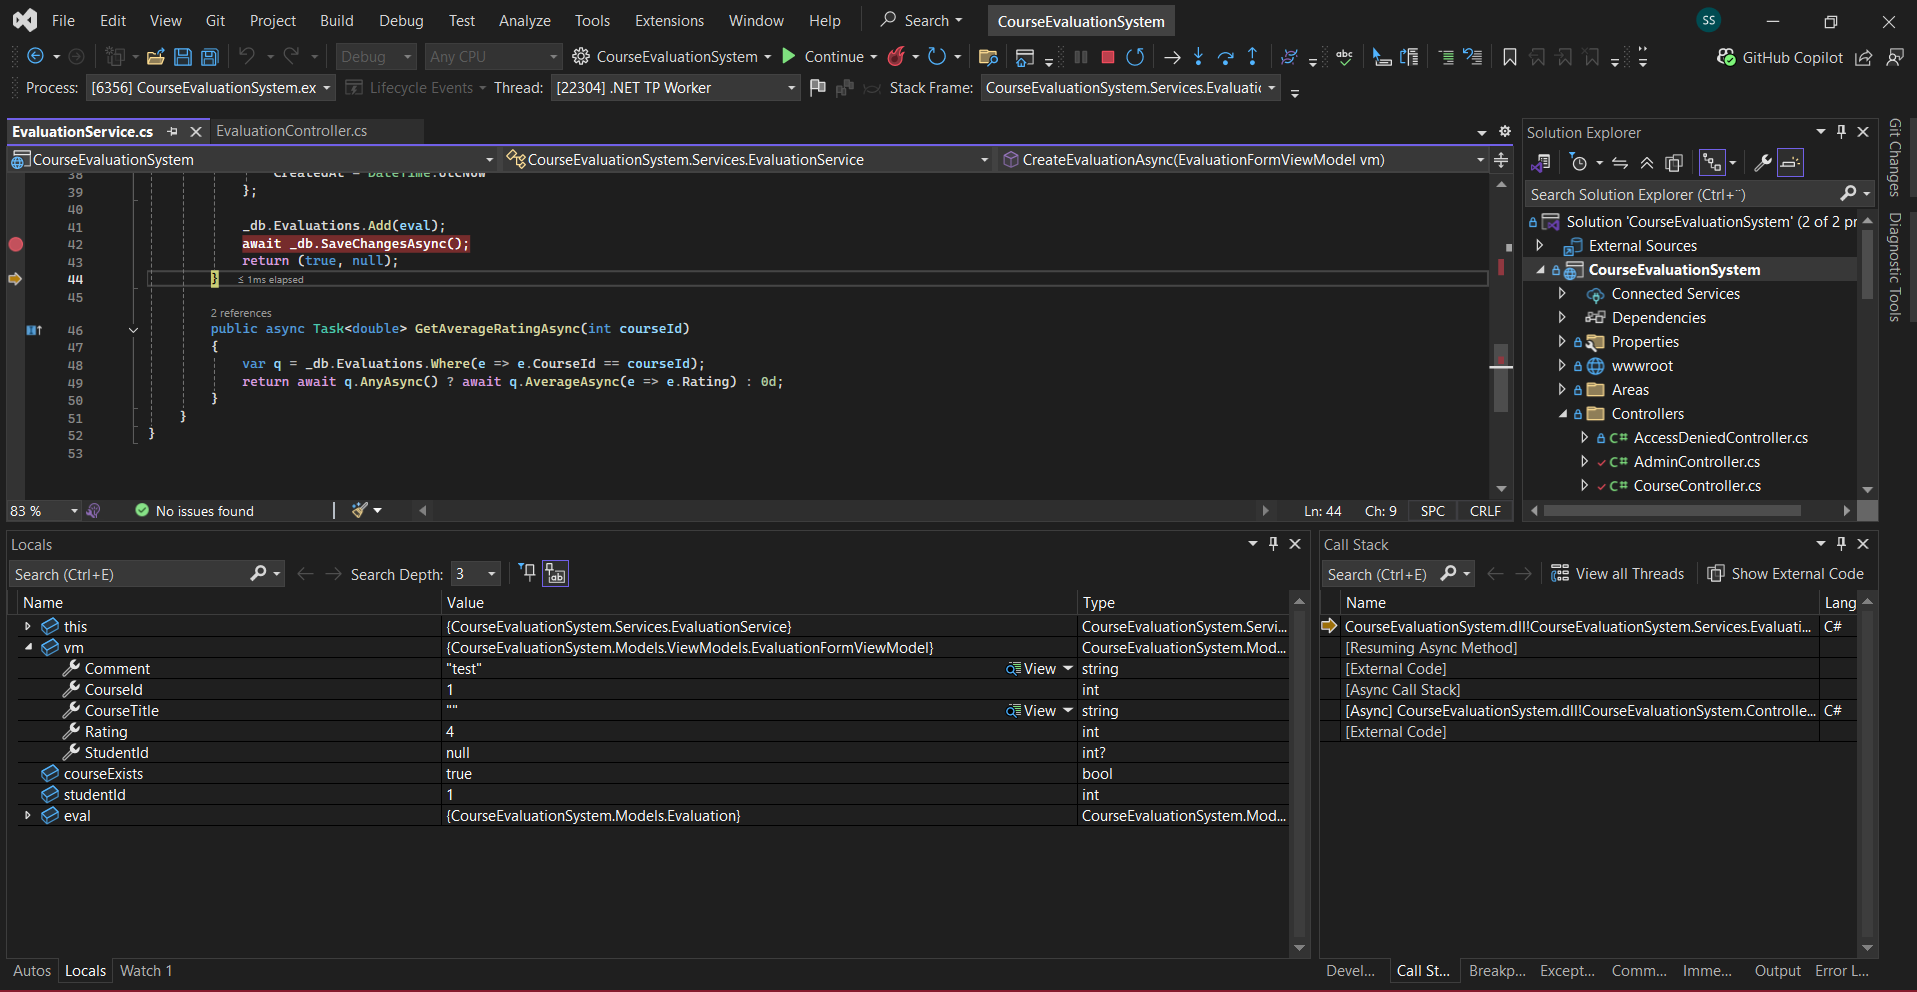 File Edit View Git Project Build Debug Test Analyze Tools Extensions Window Help Search CourseEvaluationSystem SS
Debug Any CPU CourseEvaluationSystem Continue abc GitHub Copilot
Process: [6356] CourseEvaluationSystem.ex Lifecycle Events Thread: [22304] .NET TP Worker Stack Frame: CourseEvaluationSystem.Services.Evaluatic
EvaluationService.cs EvaluationController.cs
CourseEvaluationSystem CourseEvaluationSystem.Services.EvaluationService CreateEvaluationAsync(EvaluationFormViewModel vm)
38 CreatedAt = DateTime.UtcNow
39 };
40
41 _db.Evaluations.Add(eval);
42 await _db.SaveChangesAsync();
43 return (true, null);
44 } ≤ 1ms elapsed
45
2 references
46 public async Task<double> GetAverageRatingAsync(int courseId)
47 {
48 var q = _db.Evaluations.Where(e => e.CourseId == courseId);
49 return await q.AnyAsync() ? await q.AverageAsync(e => e.Rating) : 0d;
50 }
51 }
52 }
53
83 % No issues found Ln: 44 Ch: 9 SPC CRLF
Solution Explorer
Search Solution Explorer (Ctrl+¨)
Solution 'CourseEvaluationSystem' (2 of 2 pr
External Sources
CourseEvaluationSystem
Connected Services
Dependencies
Properties
wwwroot
Areas
Controllers
C# AccessDeniedController.cs
C# AdminController.cs
C# CourseController.cs
Git Changes
Diagnostic Tools
Locals
Search (Ctrl+E) Search Depth: 3
Name Value Type
this {CourseEvaluationSystem.Services.EvaluationService} CourseEvaluationSystem.Servi...
vm {CourseEvaluationSystem.Models.ViewModels.EvaluationFormViewModel} CourseEvaluationSystem.Mod...
Comment "test" View string
CourseId 1 int
CourseTitle "" View string
Rating 4 int
StudentId null int?
courseExists true bool
studentId 1 int
eval {CourseEvaluationSystem.Models.Evaluation} CourseEvaluationSystem.Mod...
Autos Locals Watch 1
Call Stack
Search (Ctrl+E) View all Threads Show External Code
Name Lang
CourseEvaluationSystem.dll!CourseEvaluationSystem.Services.Evaluati... C#
[Resuming Async Method]
[External Code]
[Async Call Stack]
[Async] CourseEvaluationSystem.dll!CourseEvaluationSystem.Controlle... C#
[External Code]
Devel... Call St... Breakp... Except... Comm... Imme... Output Error L...